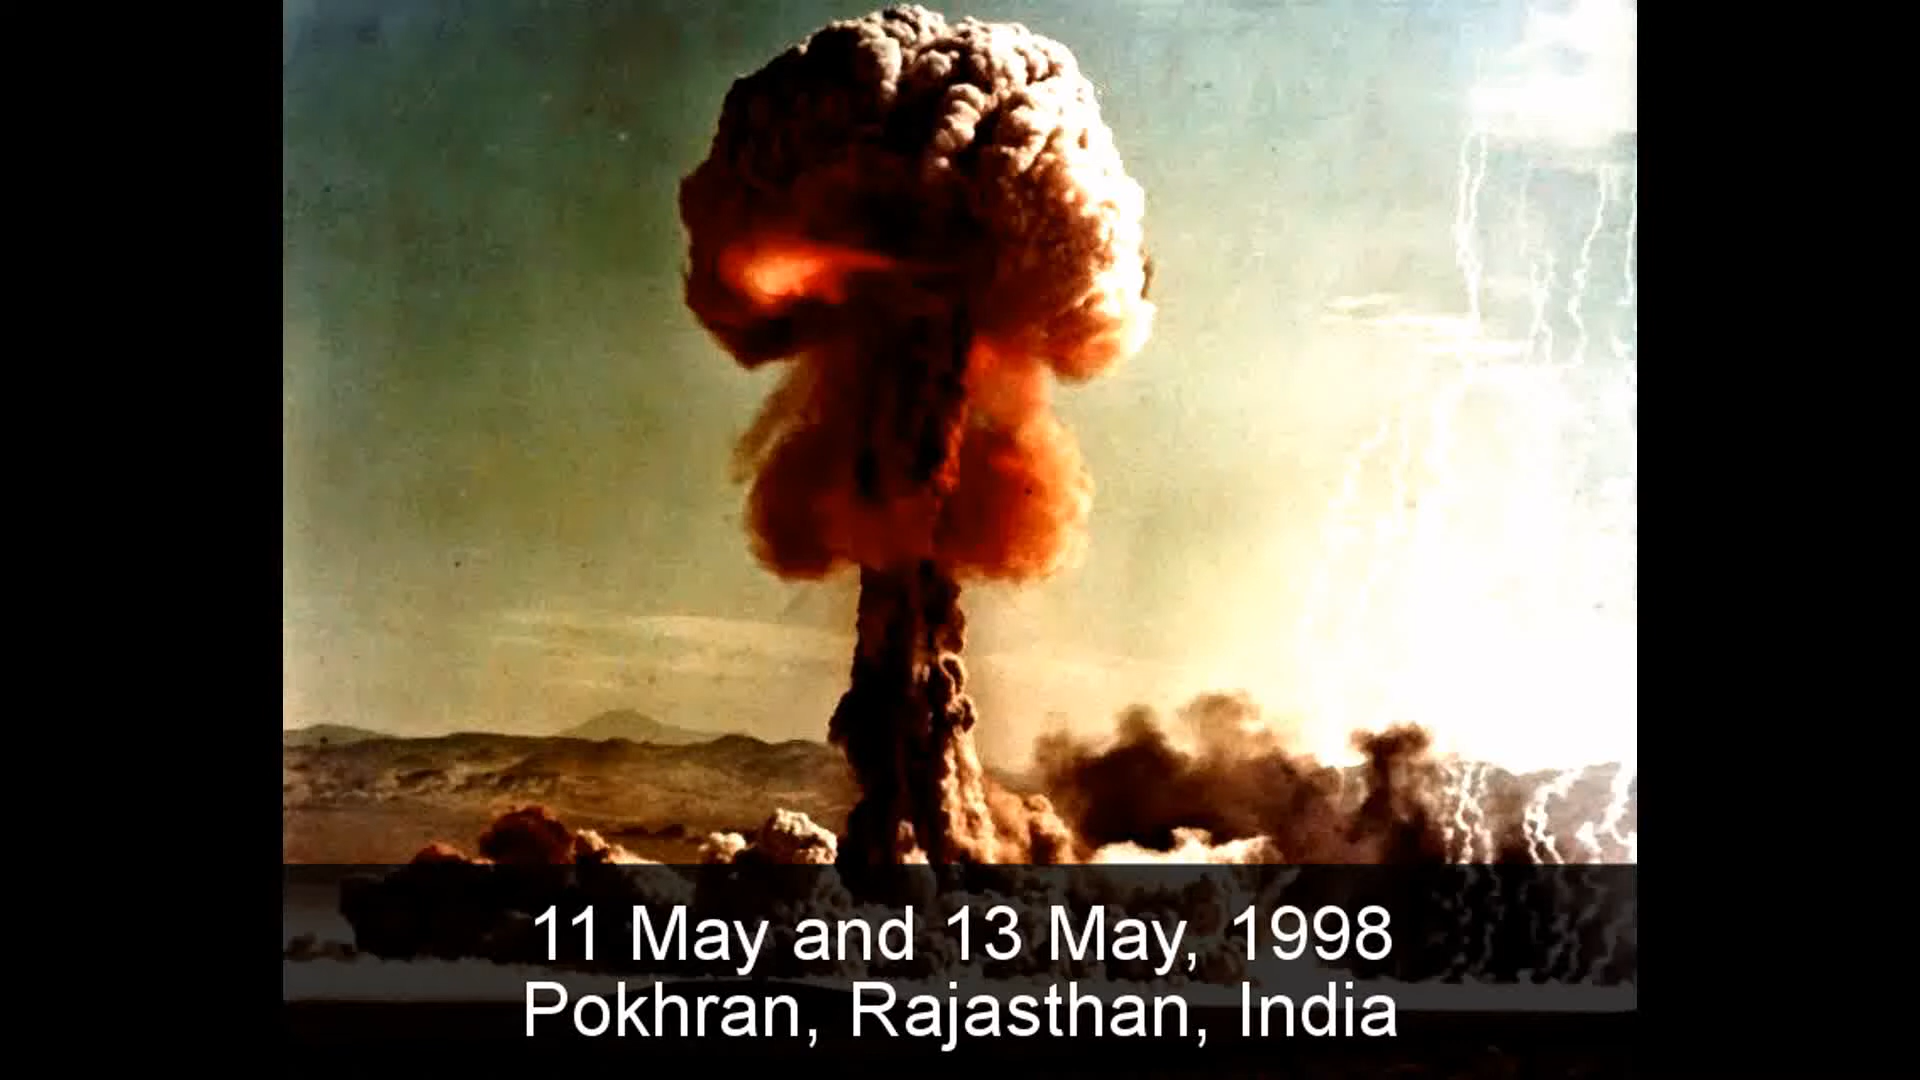 11 May and 13 May, 1998
Pokhran, Rajasthan, India